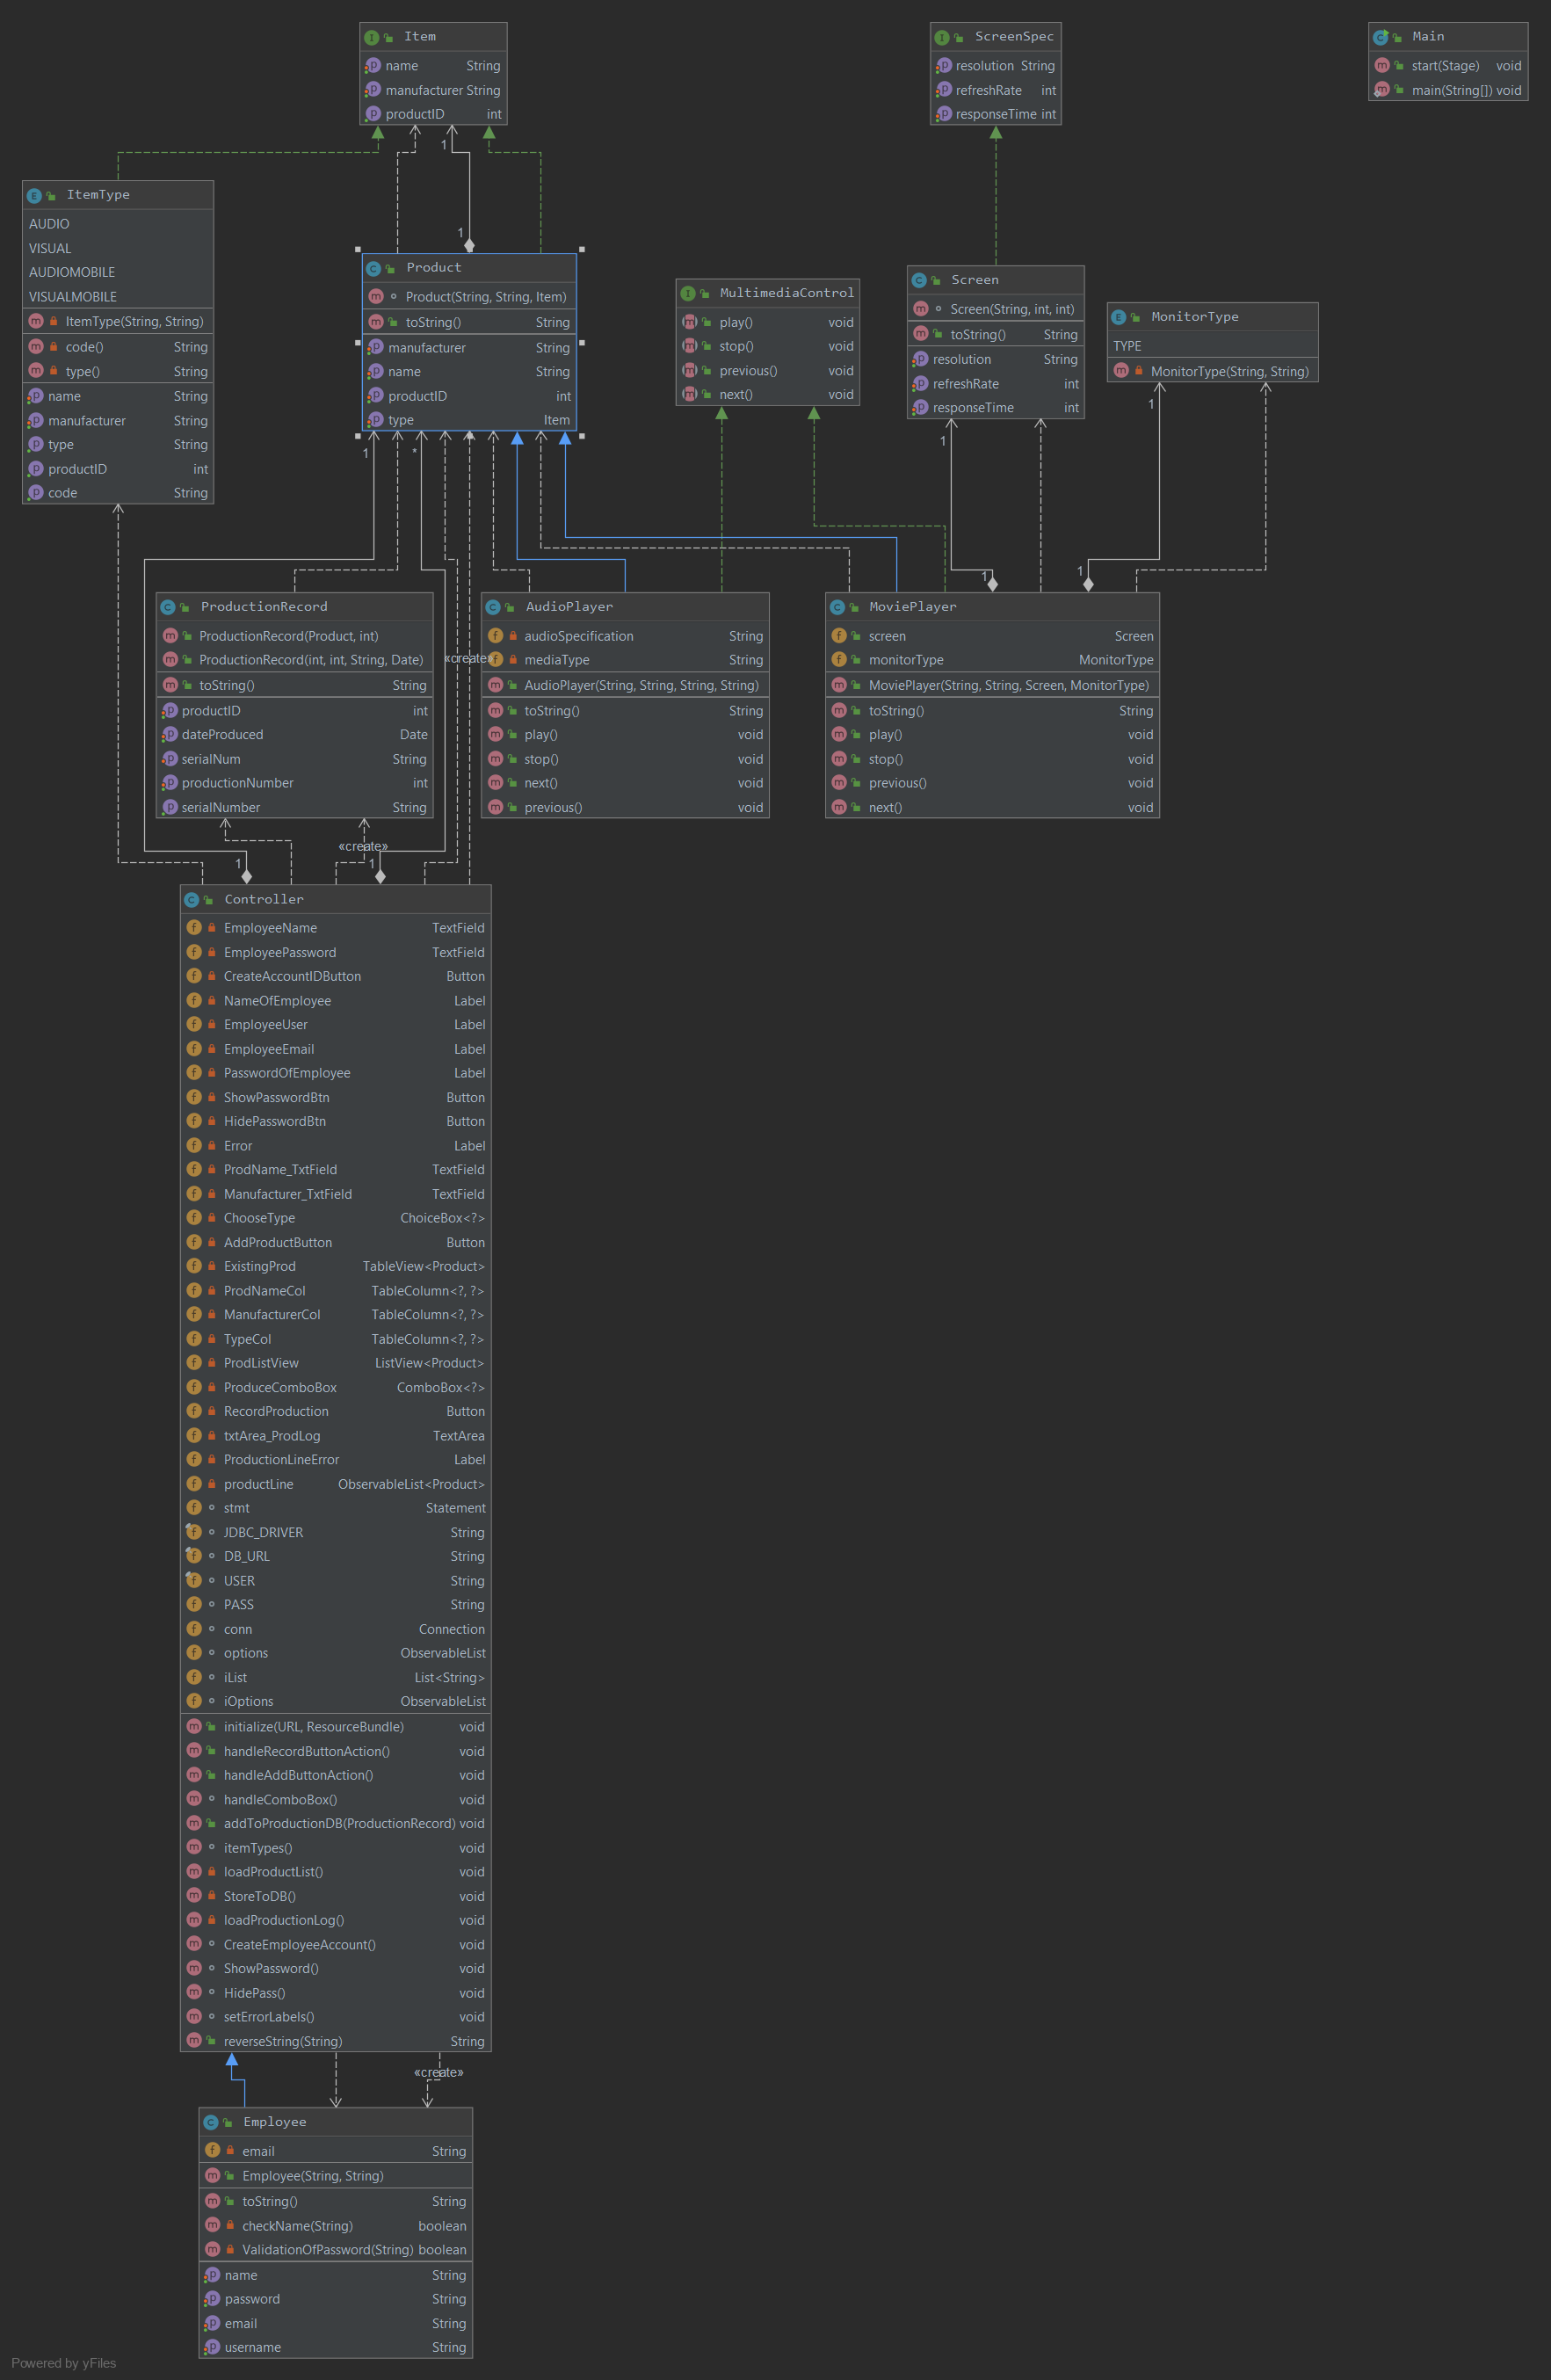 Item
name String
manufacturer String
productID int
ScreenSpec
resolution String
refreshRate int
responseTime int
Main
start(Stage) void
main(String[]) void
ItemType
AUDIO
VISUAL
AUDIOMOBILE
VISUALMOBILE
ItemType(String, String)
code() String
type() String
name String
manufacturer String
type String
productID int
code String
1
1
Product
Product(String, String, Item)
toString() String
manufacturer String
name String
productID int
type Item
MultimediaControl
play() void
stop() void
previous() void
next() void
Screen
Screen(String, int, int)
toString() String
resolution String
refreshRate int
responseTime int
MonitorType
TYPE
MonitorType(String, String)
1
*
1
1
1
1
ProductionRecord
ProductionRecord(Product, int)
ProductionRecord(int, int, String, Date)
toString() String
productID int
dateProduced Date
serialNum String
productionNumber int
serialNumber String
«create»
AudioPlayer
audioSpecification String
mediaType String
AudioPlayer(String, String, String, String)
toString() String
play() void
stop() void
next() void
previous() void
MoviePlayer
screen Screen
monitorType MonitorType
MoviePlayer(String, String, Screen, MonitorType)
toString() String
play() void
stop() void
previous() void
next() void
«create»
1
1
Controller
EmployeeName TextField
EmployeePassword TextField
CreateAccountIDButton Button
NameOfEmployee Label
EmployeeUser Label
EmployeeEmail Label
PasswordOfEmployee Label
ShowPasswordBtn Button
HidePasswordBtn Button
Error Label
ProdName_TxtField TextField
Manufacturer_TxtField TextField
ChooseType ChoiceBox<?>
AddProductButton Button
ExistingProd TableView<Product>
ProdNameCol TableColumn<?, ?>
ManufacturerCol TableColumn<?, ?>
TypeCol TableColumn<?, ?>
ProdListView ListView<Product>
ProduceComboBox ComboBox<?>
RecordProduction Button
txtArea_ProdLog TextArea
ProductionLineError Label
productLine ObservableList<Product>
stmt Statement
JDBC_DRIVER String
DB_URL String
USER String
PASS String
conn Connection
options ObservableList
iList List<String>
iOptions ObservableList
initialize(URL, ResourceBundle) void
handleRecordButtonAction() void
handleAddButtonAction() void
handleComboBox() void
addToProductionDB(ProductionRecord) void
itemTypes() void
loadProductList() void
StoreToDB() void
loadProductionLog() void
CreateEmployeeAccount() void
ShowPassword() void
HidePass() void
setErrorLabels() void
reverseString(String) String
«create»
Employee
email String
Employee(String, String)
toString() String
checkName(String) boolean
ValidationOfPassword(String) boolean
name String
password String
email String
username String
Powered by yFiles